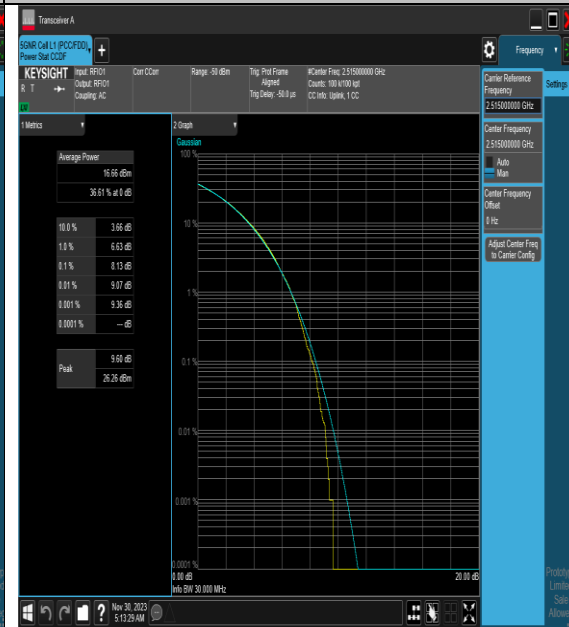 Transceiver A
5GNR Cell L1 (PCC/FDD),
Power Stat CCDF
+
Frequency
KEYSIGHT
R T
Input: RFIO1
Output: RFIO1
Coupling: AC
Corr CCorr
Range: -50 dBm
Trig: Prot Frame
Aligned
Trig Delay: -50.0 µs
#Center Freq: 2.515000000 GHz
Counts: 100 k/100 kpt
CC Info: Uplink, 1 CC
1 Metrics
2 Graph
Gaussian
Average Power
16.66 dBm
36.61 % at 0 dB
10.0 % 3.66 dB
1.0 % 6.63 dB
0.1 % 8.13 dB
0.01 % 9.07 dB
0.001 % 9.36 dB
0.0001 % --- dB
Peak
9.60 dB
26.26 dBm
100 %
10 %
1 %
0.1 %
0.01 %
0.001 %
0.0001 %
0.00 dB
20.00 dB
Info BW 30.000 MHz
Carrier Reference
Frequency
2.515000000 GHz
Center Frequency
2.515000000 GHz
Auto
Man
Center Frequency
Offset
0 Hz
Adjust Center Freq
to Carrier Config
Settings
?
Nov 30, 2023
5:13:29 AM
Limite
Sale
Allowe